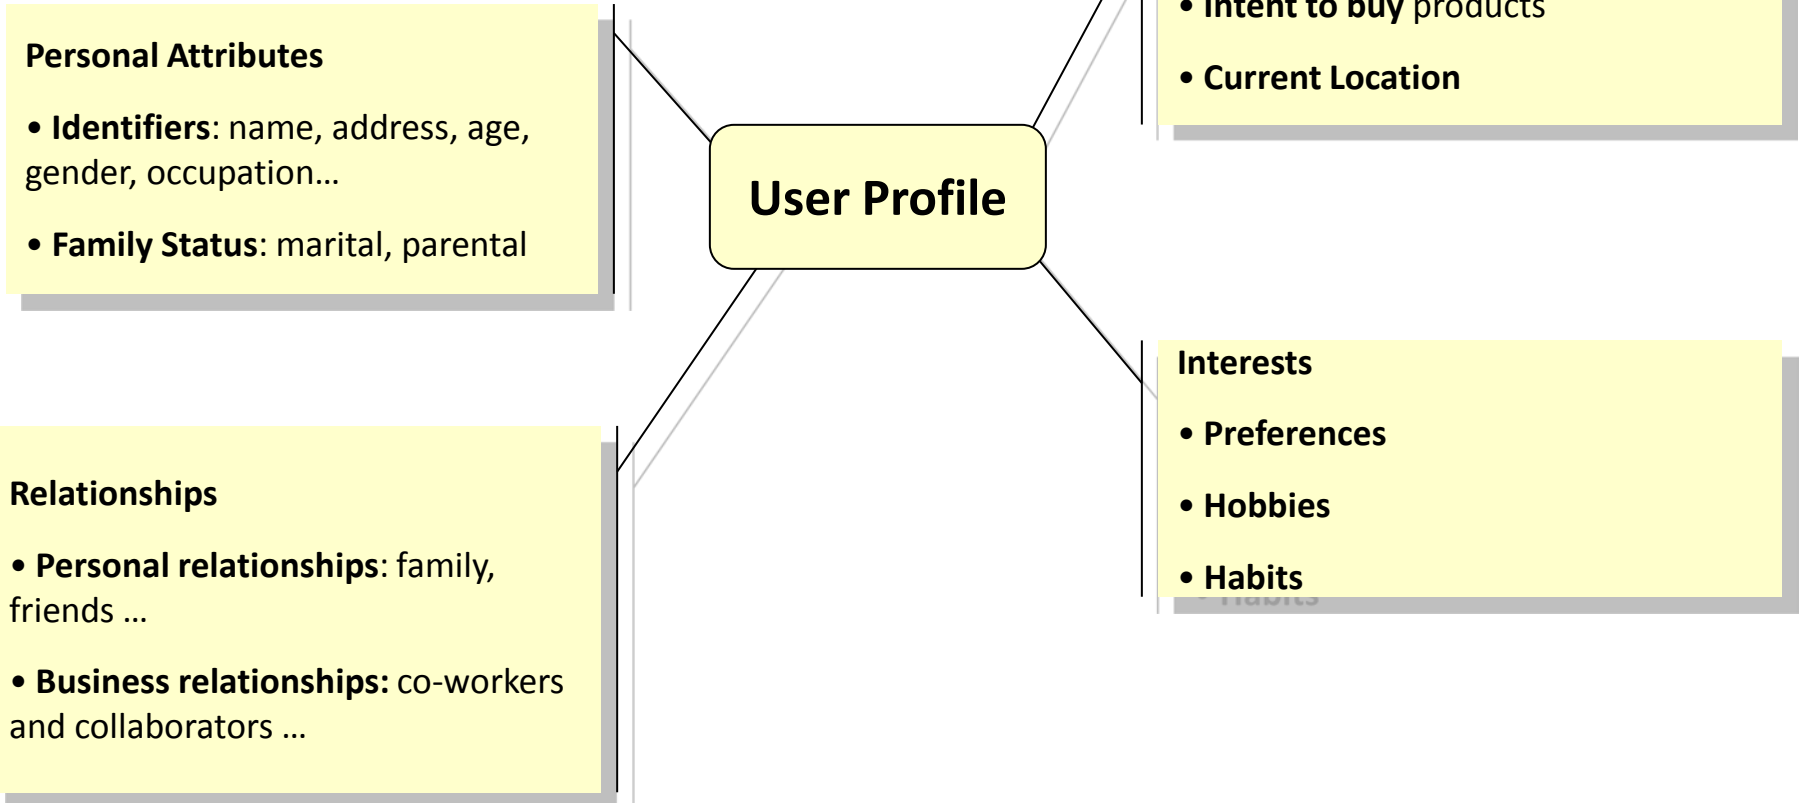 Personal Attributes
• Identifiers: name, address, age,
gender, occupation…
• Family Status: marital, parental
• Intent to buy products
• Current Location
User Profile
Relationships
• Personal relationships: family,
friends …
• Business relationships: co-workers
and collaborators …
Interests
• Preferences
• Hobbies
• Habits